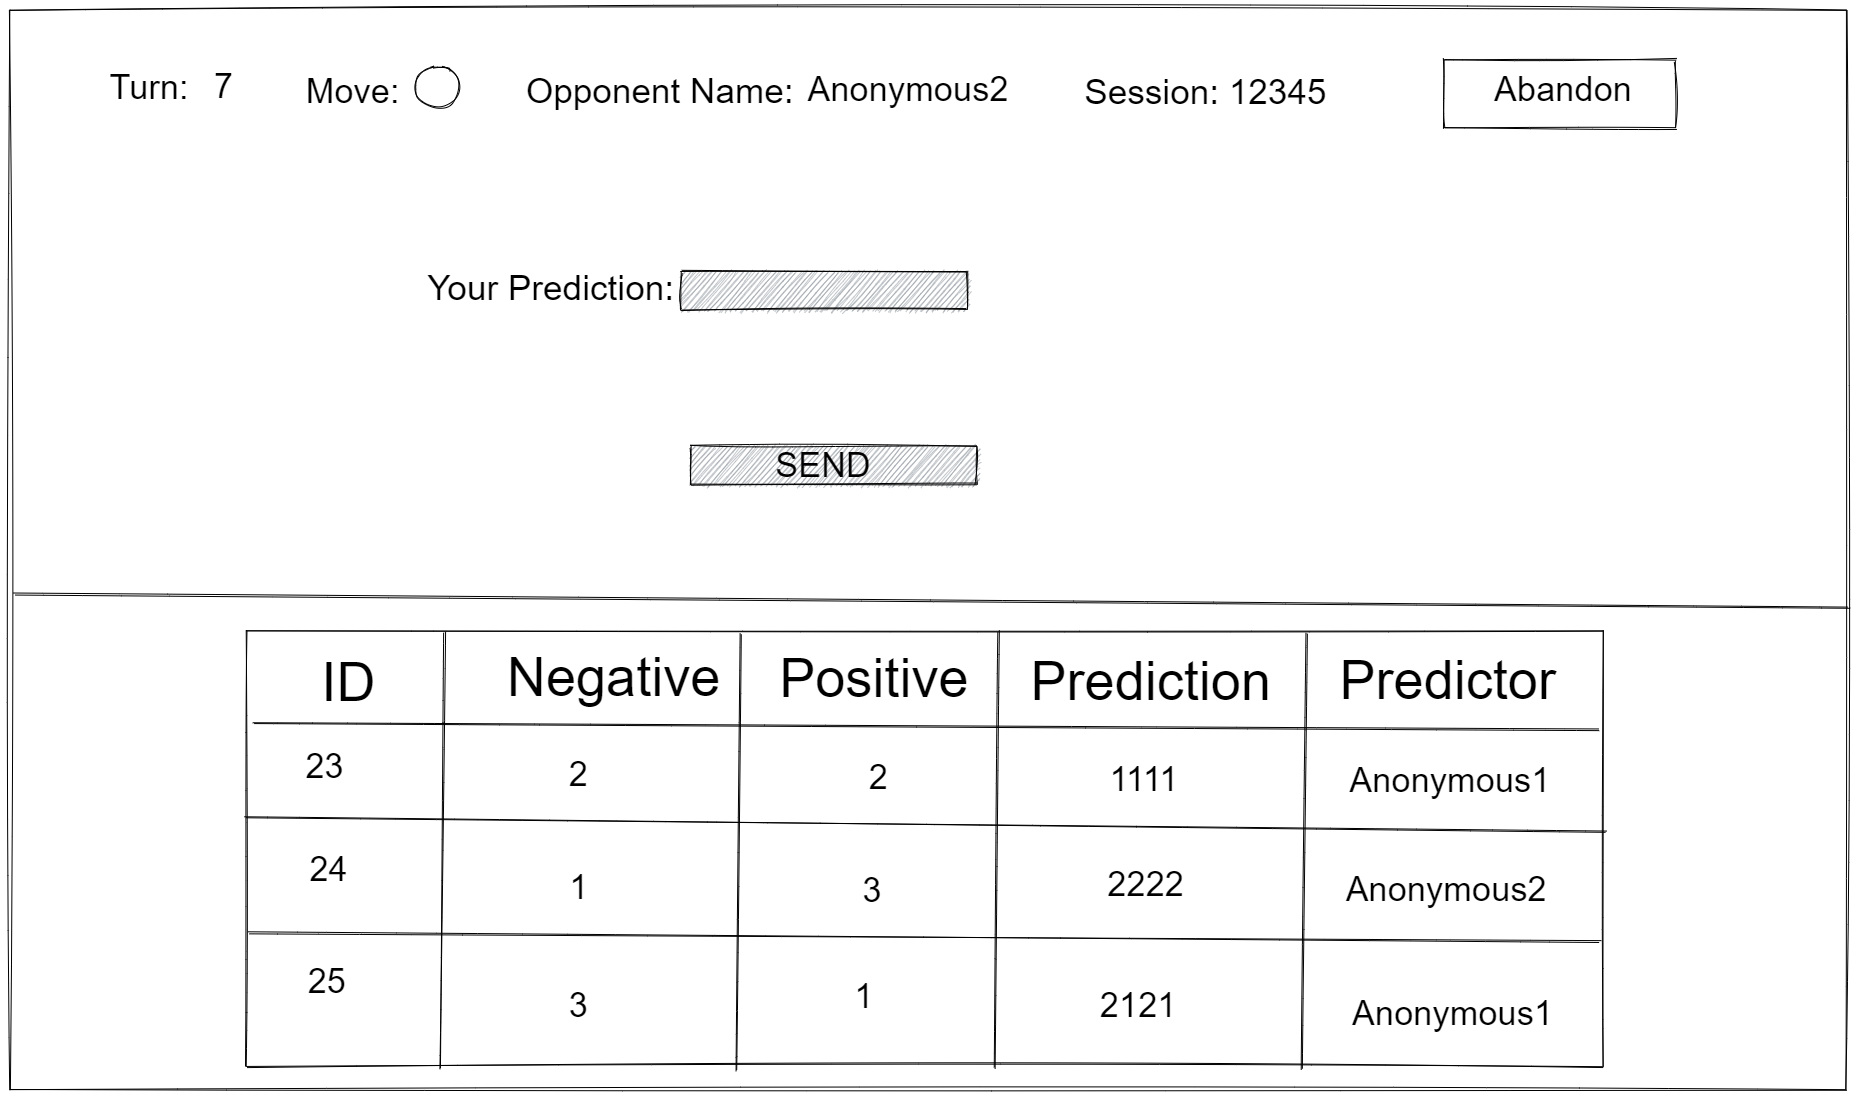 Turn: 7 Move: Opponent Name: Anonymous2 Session: 12345 Abandon
Your Prediction:
SEND
ID Negative Positive Prediction Predictor
23 2 2 1111 Anonymous1
24 1 3 2222 Anonymous2
25 3 1 2121 Anonymous1